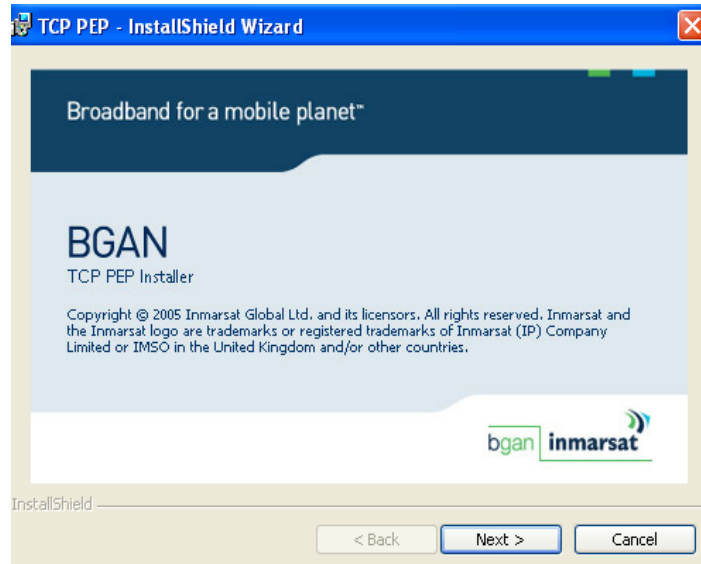 TCP PEP - InstallShield Wizard
Broadband for a mobile planet™
BGAN
TCP PEP Installer
Copyright @ 2005 Inmarsat Global Ltd. and its licensors. All rights reserved. Inmarsat and
the Inmarsat logo are trademarks or registered trademarks of Inmarsat (IP) Company
Limited or IMSO in the United Kingdom and/or other countries.
bgan inmarsat
InstallShield
< Back Next > Cancel